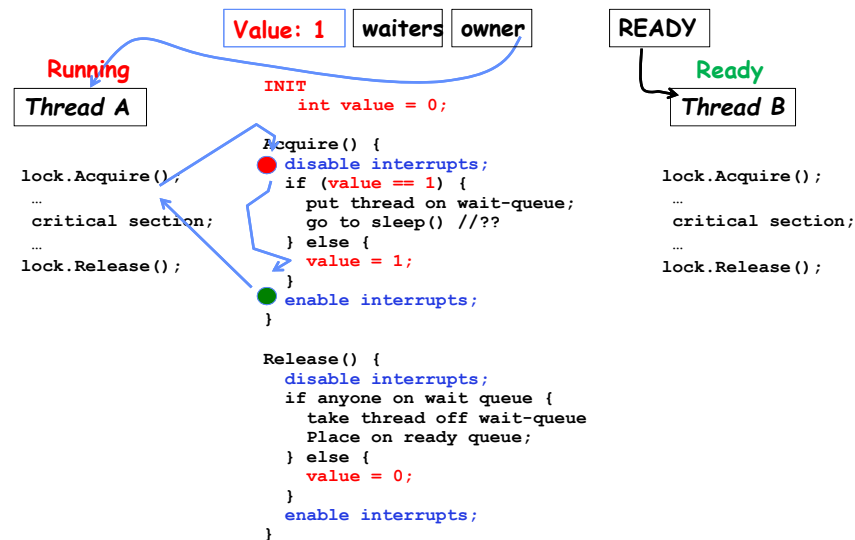 Value: 1 waiters owner READY
Running Ready
Thread A Thread B
INIT
int value = 0;
Acquire() {
disable interrupts;
if (value == 1) {
put thread on wait-queue;
go to sleep() //??
} else {
value = 1;
}
enable interrupts;
}
lock.Acquire();
…
critical section;
…
lock.Release();
lock.Acquire();
…
critical section;
…
lock.Release();
Release() {
disable interrupts;
if anyone on wait queue {
take thread off wait-queue
Place on ready queue;
} else {
value = 0;
}
enable interrupts;
}